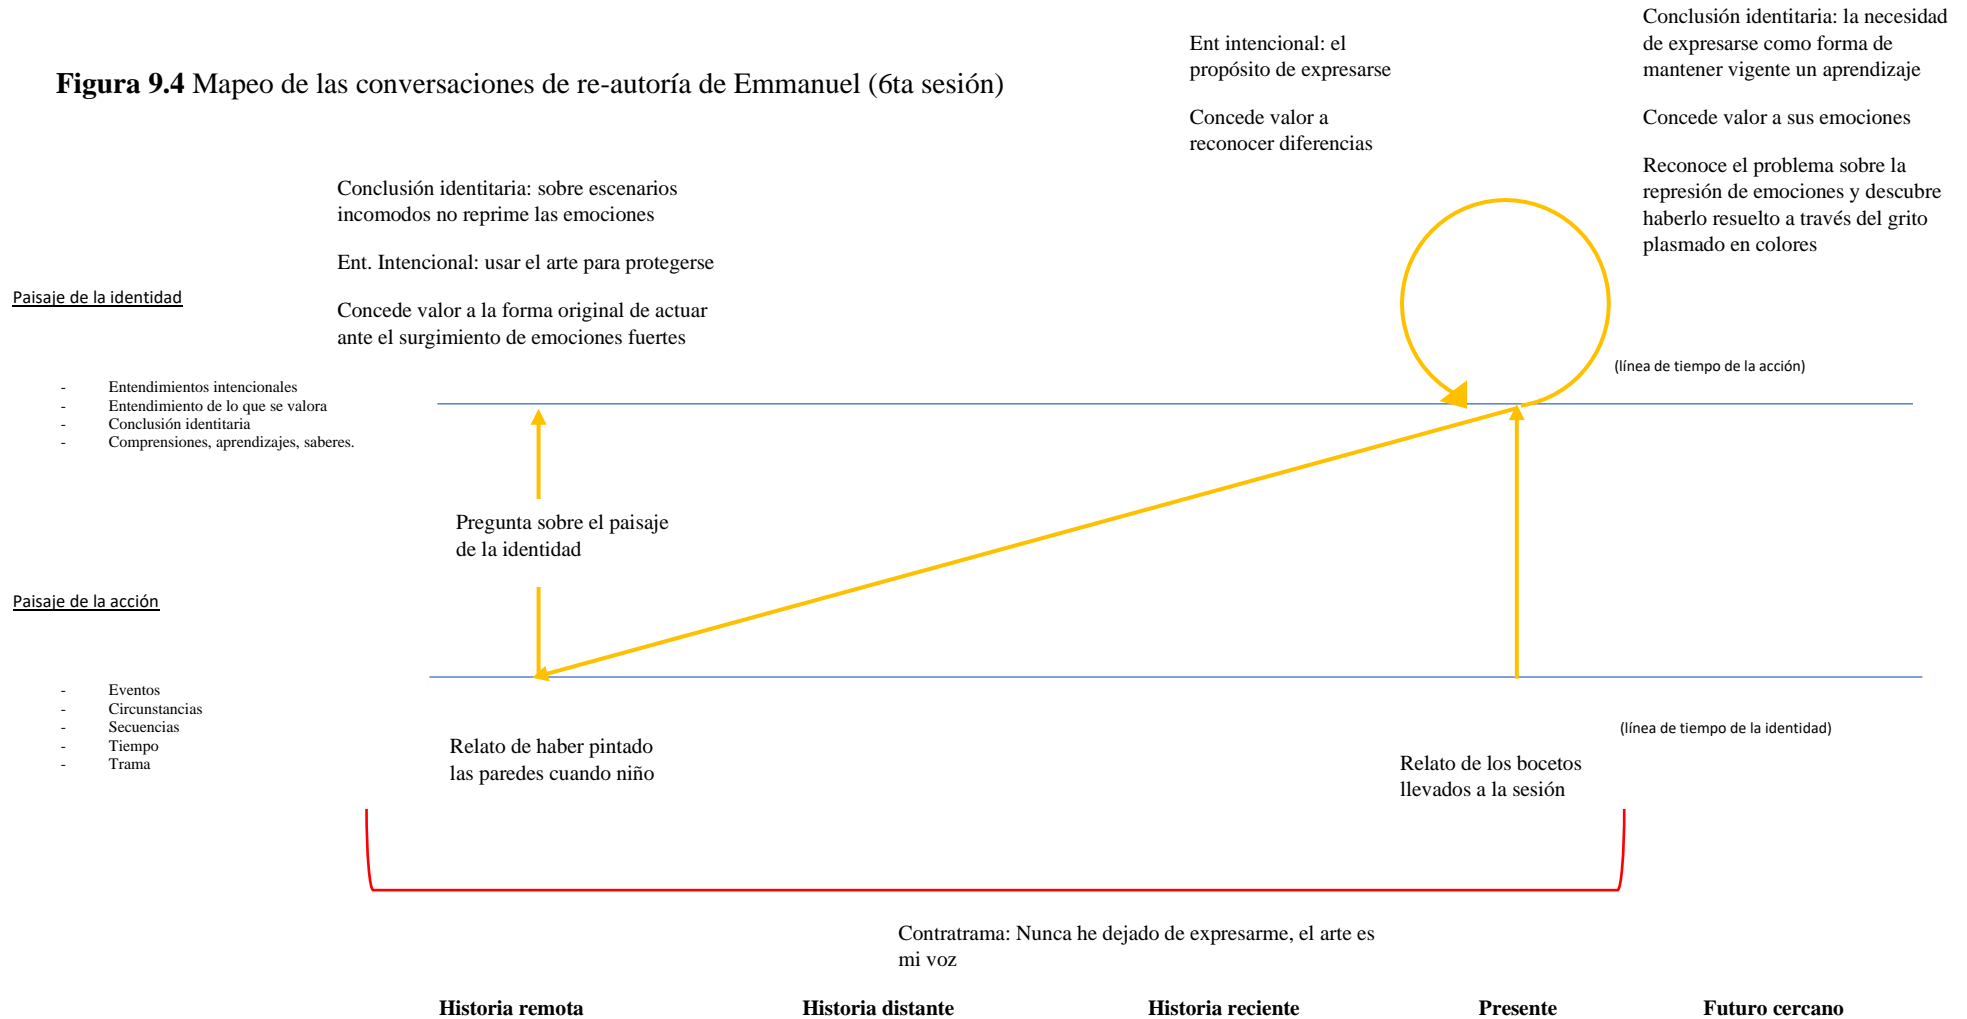 Figura 9.4 Mapeo de las conversaciones de re-autoría de Emmanuel (6ta sesión)
Ent intencional: el
propósito de expresarse
Concede valor a
reconocer diferencias
Conclusión identitaria: la necesidad
de expresarse como forma de
mantener vigente un aprendizaje
Concede valor a sus emociones
Reconoce el problema sobre la
represión de emociones y descubre
haberlo resuelto a través del grito
plasmado en colores
Conclusión identitaria: sobre escenarios
incomodos no reprime las emociones
Ent. Intencional: usar el arte para protegerse
Concede valor a la forma original de actuar
ante el surgimiento de emociones fuertes
Paisaje de la identidad
(línea de tiempo de la acción)
- Entendimientos intencionales
- Entendimiento de lo que se valora
- Conclusión identitaria
- Comprensiones, aprendizajes, saberes.
Pregunta sobre el paisaje
de la identidad
Paisaje de la acción
- Eventos
- Circunstancias
- Secuencias
- Tiempo
- Trama
(línea de tiempo de la identidad)
Relato de haber pintado
las paredes cuando niño
Relato de los bocetos
llevados a la sesión
Contratrama: Nunca he dejado de expresarme, el arte es
mi voz
Historia remota Historia distante Historia reciente Presente Futuro cercano